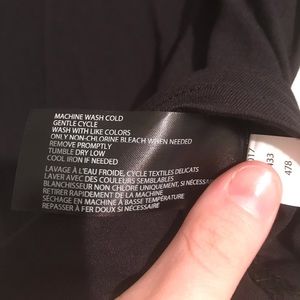 MACHINE WASH COLD
GENTLE CYCLE
WASH WITH LIKE COLORS
ONLY NON-CHLORINE BLEACH WHEN NEEDED
REMOVE PROMPTLY
TUMBLE DRY LOW
COOL IRON IF NEEDED
LAVAGE À L'EAU FROIDE, CYCLE TEXTILES DÉLICATS
LAVER AVEC DES COULEURS SEMBLABLES
BLANCHISSEUR NON CHLORÉ UNIQUEMENT, SI NÉCESSAIRE
RETIRER RAPIDEMENT DE LA MACHINE
SÉCHAGE EN MACHINE À BASSE TEMPÉRATURE
REPASSER À FER DOUX SI NÉCESSAIRE
478